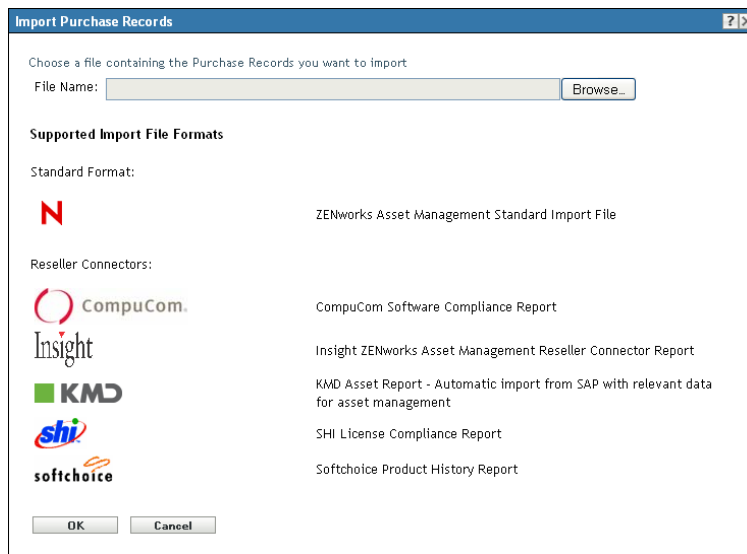 Import Purchase Records
?
Choose a file containing the Purchase Records you want to import
File Name:
Browse...
Supported Import File Formats
Standard Format:
N
ZENworks Asset Management Standard Import File
Reseller Connectors:
CompuCom.
CompuCom Software Compliance Report
Insight
Insight ZENworks Asset Management Reseller Connector Report
KMD
KMD Asset Report - Automatic import from SAP with relevant data
for asset management
shi
SHI License Compliance Report
softchoice
Softchoice Product History Report
OK
Cancel